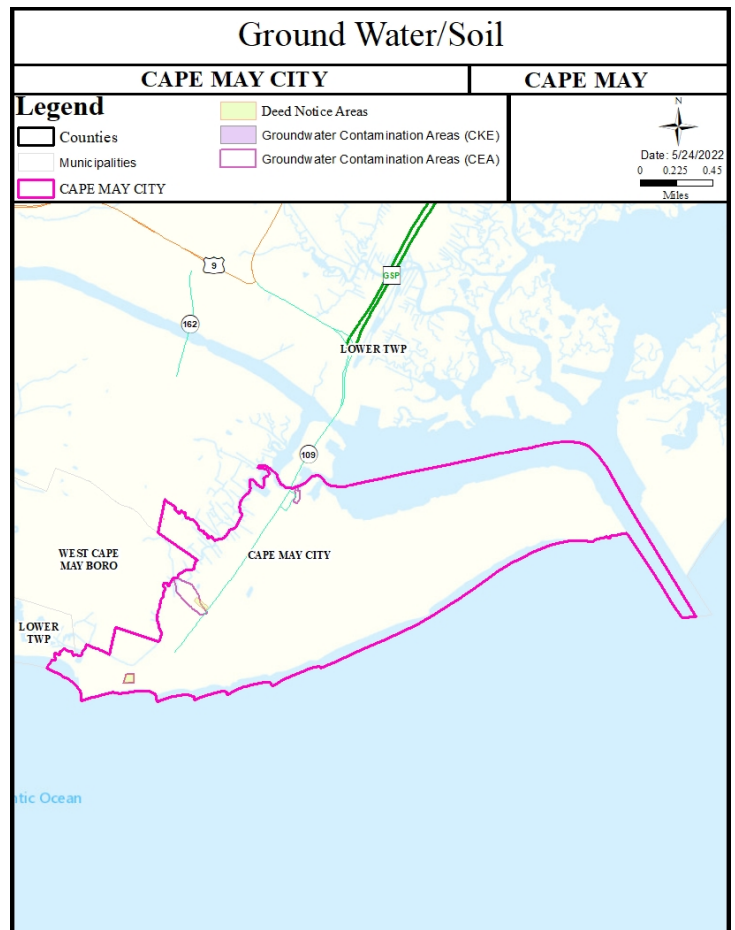 Ground Water/Soil
CAPE MAY CITY
CAPE MAY
Legend
Counties
Municipalities
CAPE MAY CITY
Deed Notice Areas
Groundwater Contamination Areas (CKE)
Groundwater Contamination Areas (CEA)
N
Date: 5/24/2022
0 0.225 0.45
Miles
9
GSP
162
LOWER TWP
109
WEST CAPE
MAY BORO
CAPE MAY CITY
LOWER
TWP
ntic Ocean